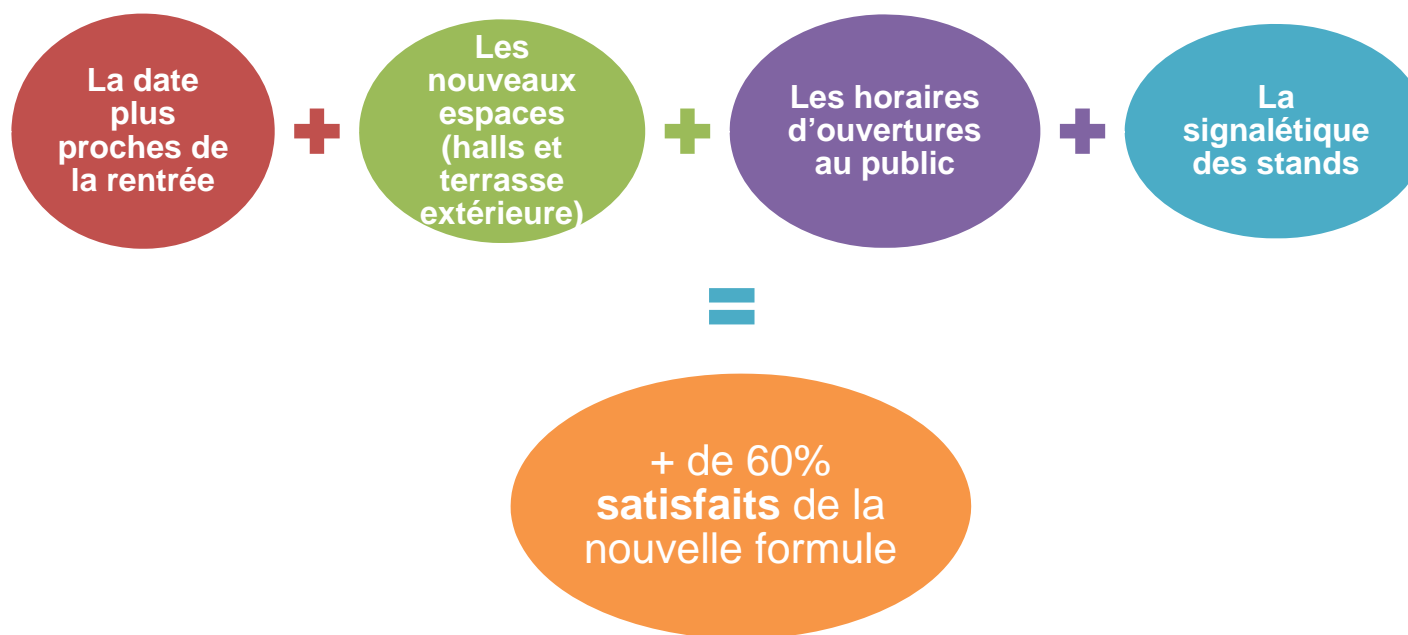 La date
plus
proches de
la rentrée
+
Les
nouveaux
espaces
(halls et
terrasse
extérieure)
+
Les horaires
d’ouvertures
au public
+
La
signalétique
des stands
=
+ de 60%
satisfaits de la
nouvelle formule